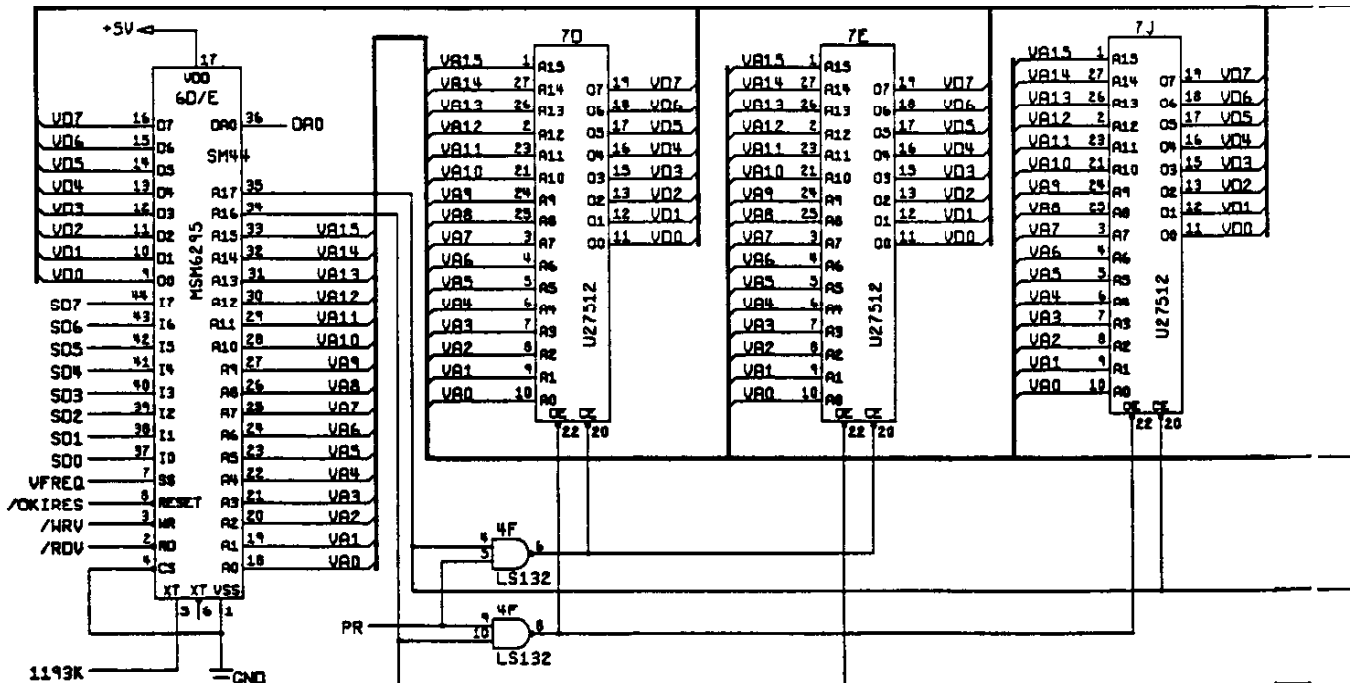 +5V
17
VDD
6D/E
SM44
MSM6295
VD7 16 D7
VD6 15 D6
VD5 14 D5
VD4 13 D4
VD3 12 D3
VD2 11 D2
VD1 10 D1
VD0 9 D0
SD7 44 I7
SD6 43 I6
SD5 42 I5
SD4 41 I4
SD3 40 I3
SD2 39 I2
SD1 38 I1
SD0 37 I0
VFREQ 7 SS
/OKIRES 8 RESET
/WRV 3 WR
/RDV 2 RD
4 CS
XT XT VSS
5 6 1
1193K
GND
DAO 36 DAO
A17 35
A16 34
A15 33 VA15
A14 32 VA14
A13 31 VA13
A12 30 VA12
A11 29 VA11
A10 28 VA10
A9 27 VA9
A8 26 VA8
A7 25 VA7
A6 24 VA6
A5 23 VA5
A4 22 VA4
A3 21 VA3
A2 20 VA2
A1 19 VA1
A0 18 VA0
7D
VA15 1 A15
VA14 27 A14
VA13 26 A13
VA12 2 A12
VA11 23 A11
VA10 21 A10
VA9 24 A9
VA8 25 A8
VA7 3 A7
VA6 4 A6
VA5 5 A5
VA4 6 A4
VA3 7 A3
VA2 8 A2
VA1 9 A1
VA0 10 A0
O7 19 VD7
O6 18 VD6
O5 17 VD5
O4 16 VD4
O3 15 VD3
O2 13 VD2
O1 12 VD1
O0 11 VD0
U27512
OE CE
22 20
7E
VA15 1 A15
VA14 27 A14
VA13 26 A13
VA12 2 A12
VA11 23 A11
VA10 21 A10
VA9 24 A9
VA8 25 A8
VA7 3 A7
VA6 4 A6
VA5 5 A5
VA4 6 A4
VA3 7 A3
VA2 8 A2
VA1 9 A1
VA0 10 A0
O7 19 VD7
O6 18 VD6
O5 17 VD5
O4 16 VD4
O3 15 VD3
O2 13 VD2
O1 12 VD1
O0 11 VD0
U27512
OE CE
22 20
7J
VA15 1 A15
VA14 27 A14
VA13 26 A13
VA12 2 A12
VA11 23 A11
VA10 21 A10
VA9 24 A9
VA8 25 A8
VA7 3 A7
VA6 4 A6
VA5 5 A5
VA4 6 A4
VA3 7 A3
VA2 8 A2
VA1 9 A1
VA0 10 A0
O7 19 VD7
O6 18 VD6
O5 17 VD5
O4 16 VD4
O3 15 VD3
O2 13 VD2
O1 12 VD1
O0 11 VD0
U27512
OE CE
22 20
4F
4
5
6
LS132
PR
4F
9
10
8
LS132